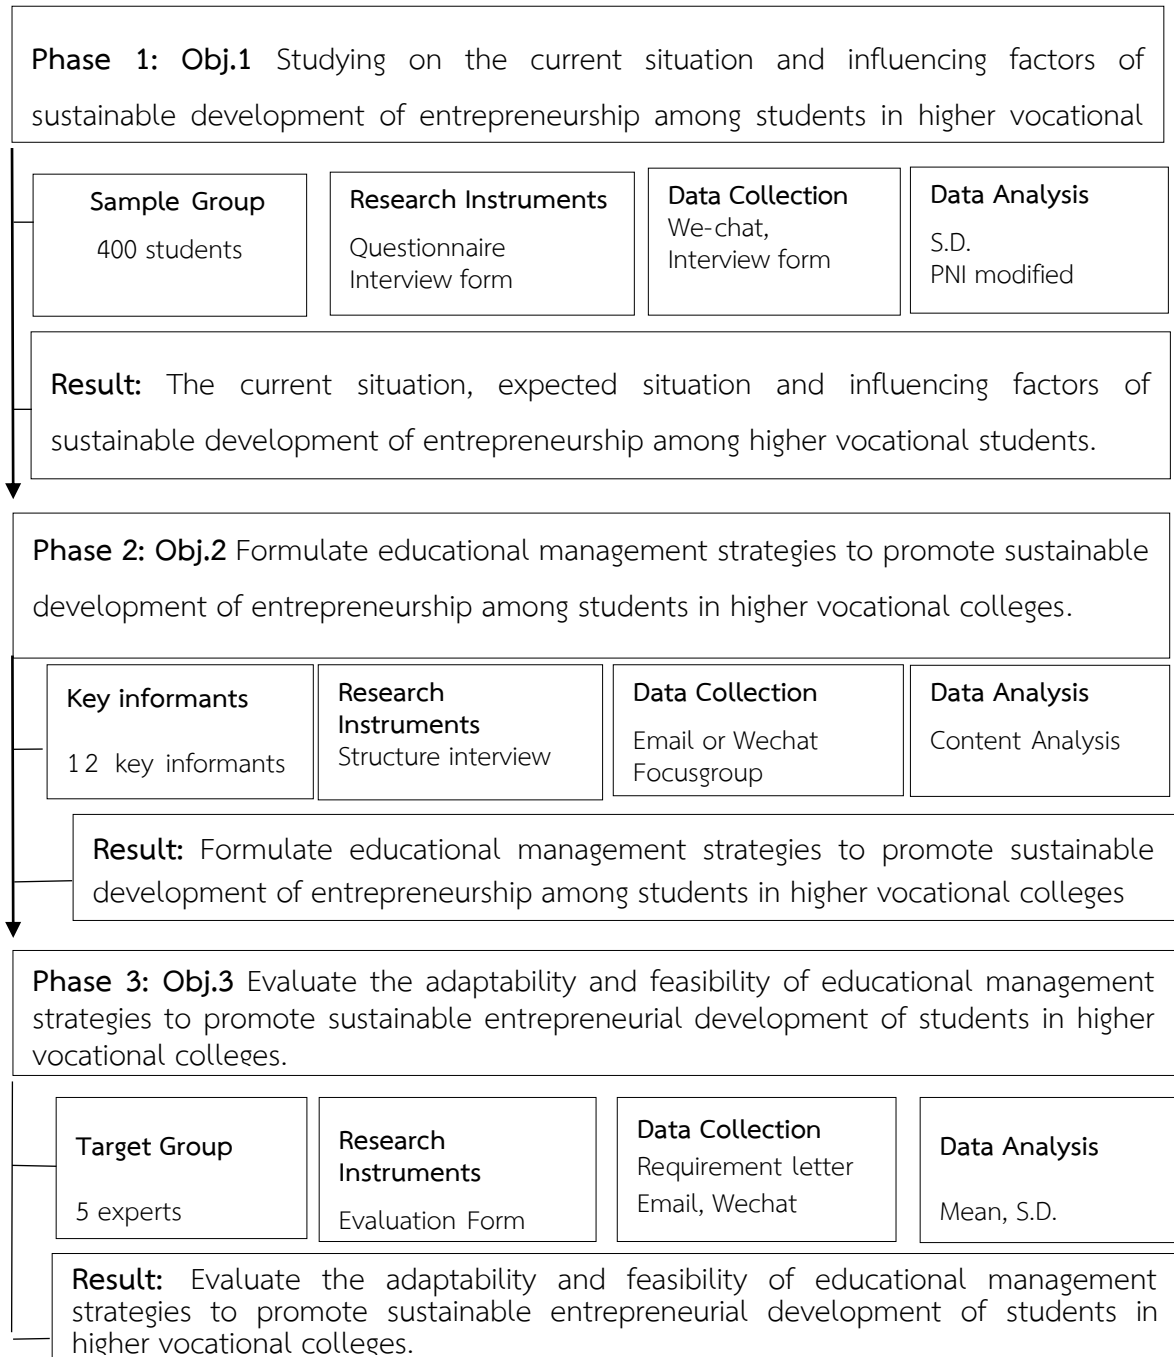 Phase 1: Obj.1 Studying on the current situation and influencing factors of
sustainable development of entrepreneurship among students in higher vocational
Sample Group
400 students
Research Instruments
Questionnaire
Interview form
Data Collection
We-chat,
Interview form
Data Analysis
S.D.
PNI modified
Result: The current situation, expected situation and influencing factors of
sustainable development of entrepreneurship among higher vocational students.
Phase 2: Obj.2 Formulate educational management strategies to promote sustainable
development of entrepreneurship among students in higher vocational colleges.
Key informants
12 key informants
Research
Instruments
Structure interview
Data Collection
Email or Wechat
Focusgroup
Data Analysis
Content Analysis
Result: Formulate educational management strategies to promote sustainable
development of entrepreneurship among students in higher vocational colleges
Phase 3: Obj.3 Evaluate the adaptability and feasibility of educational management
strategies to promote sustainable entrepreneurial development of students in higher
vocational colleges.
Target Group
5 experts
Research
Instruments
Evaluation Form
Data Collection
Requirement letter
Email, Wechat
Data Analysis
Mean, S.D.
Result: Evaluate the adaptability and feasibility of educational management
strategies to promote sustainable entrepreneurial development of students in
higher vocational colleges.